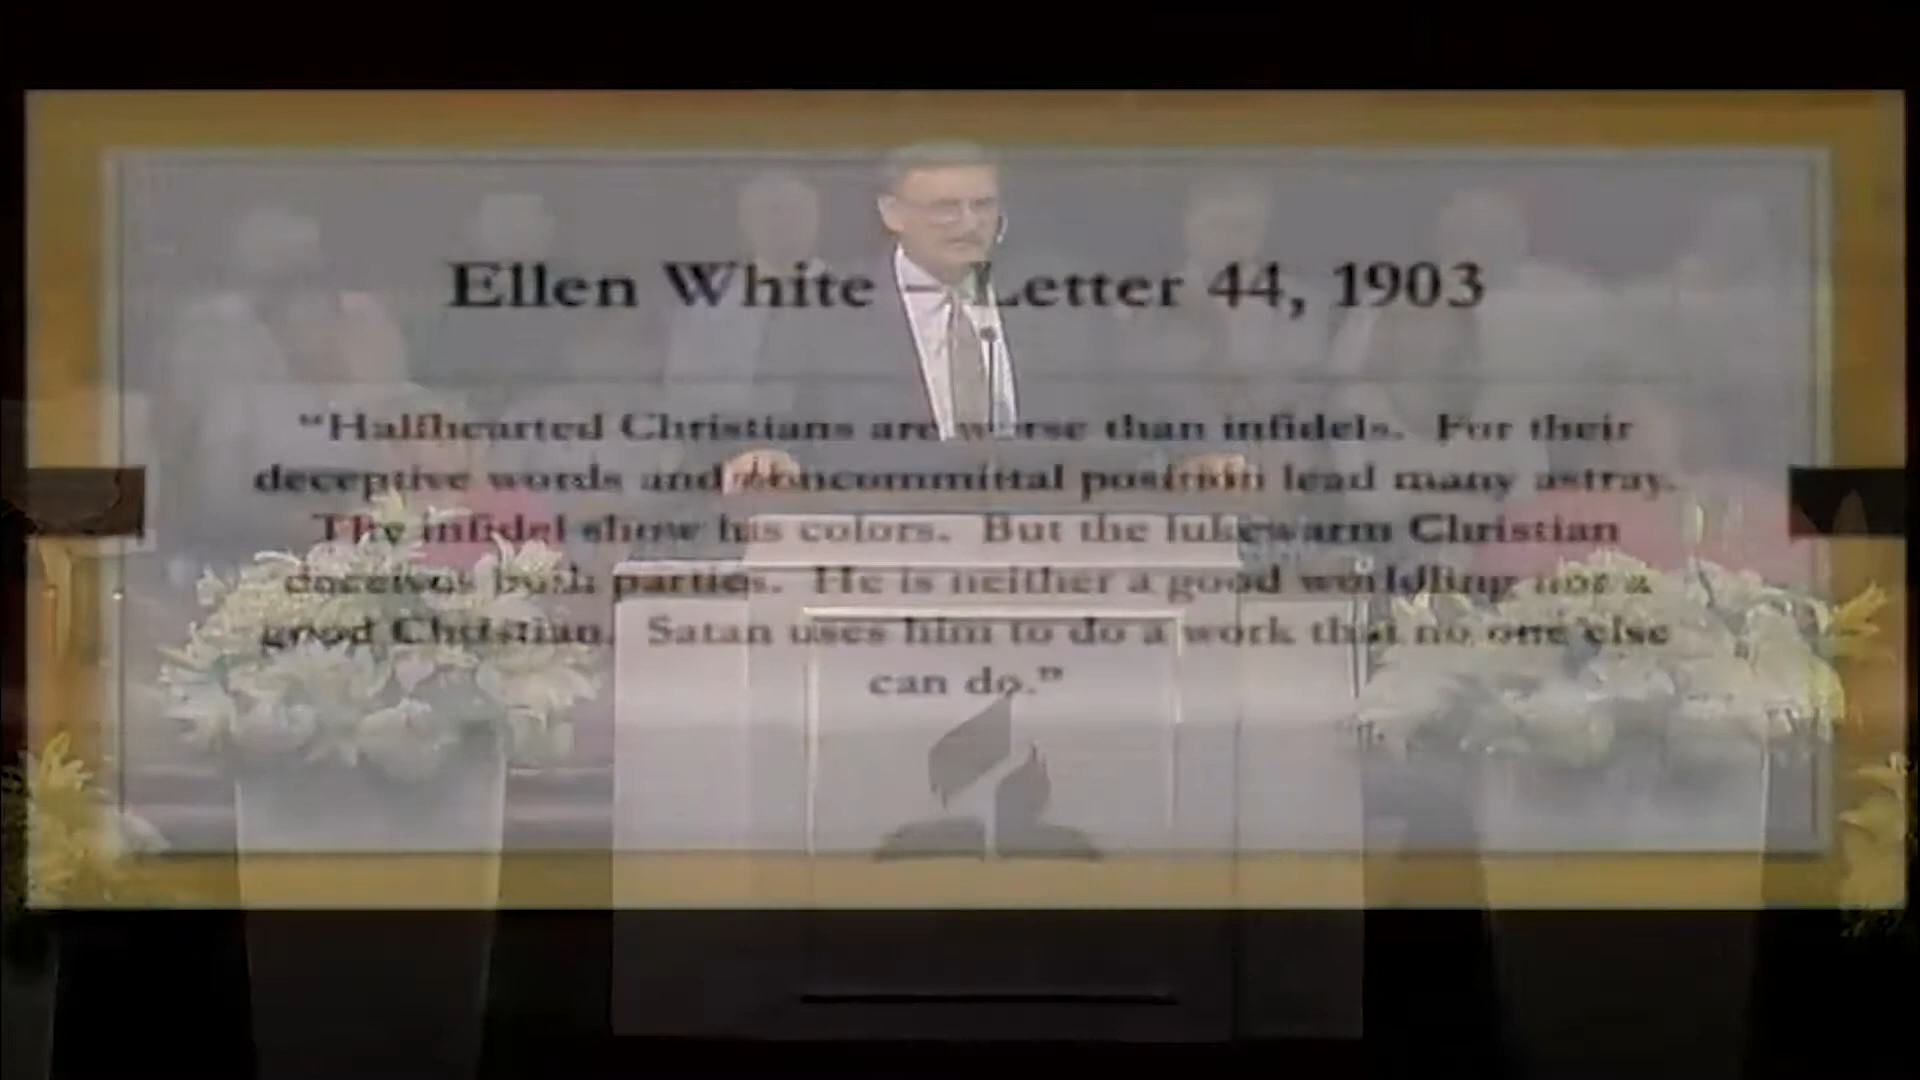 Ellen White – Letter 44, 1903
“Halfhearted Christians are worse than infidels. For their
deceptive words and noncommittal position lead many astray.
The infidel show his colors. But the lukewarm Christian
deceives both parties. He is neither a good worldling nor a
good Christian. Satan uses him to do a work that no one else
can do.”